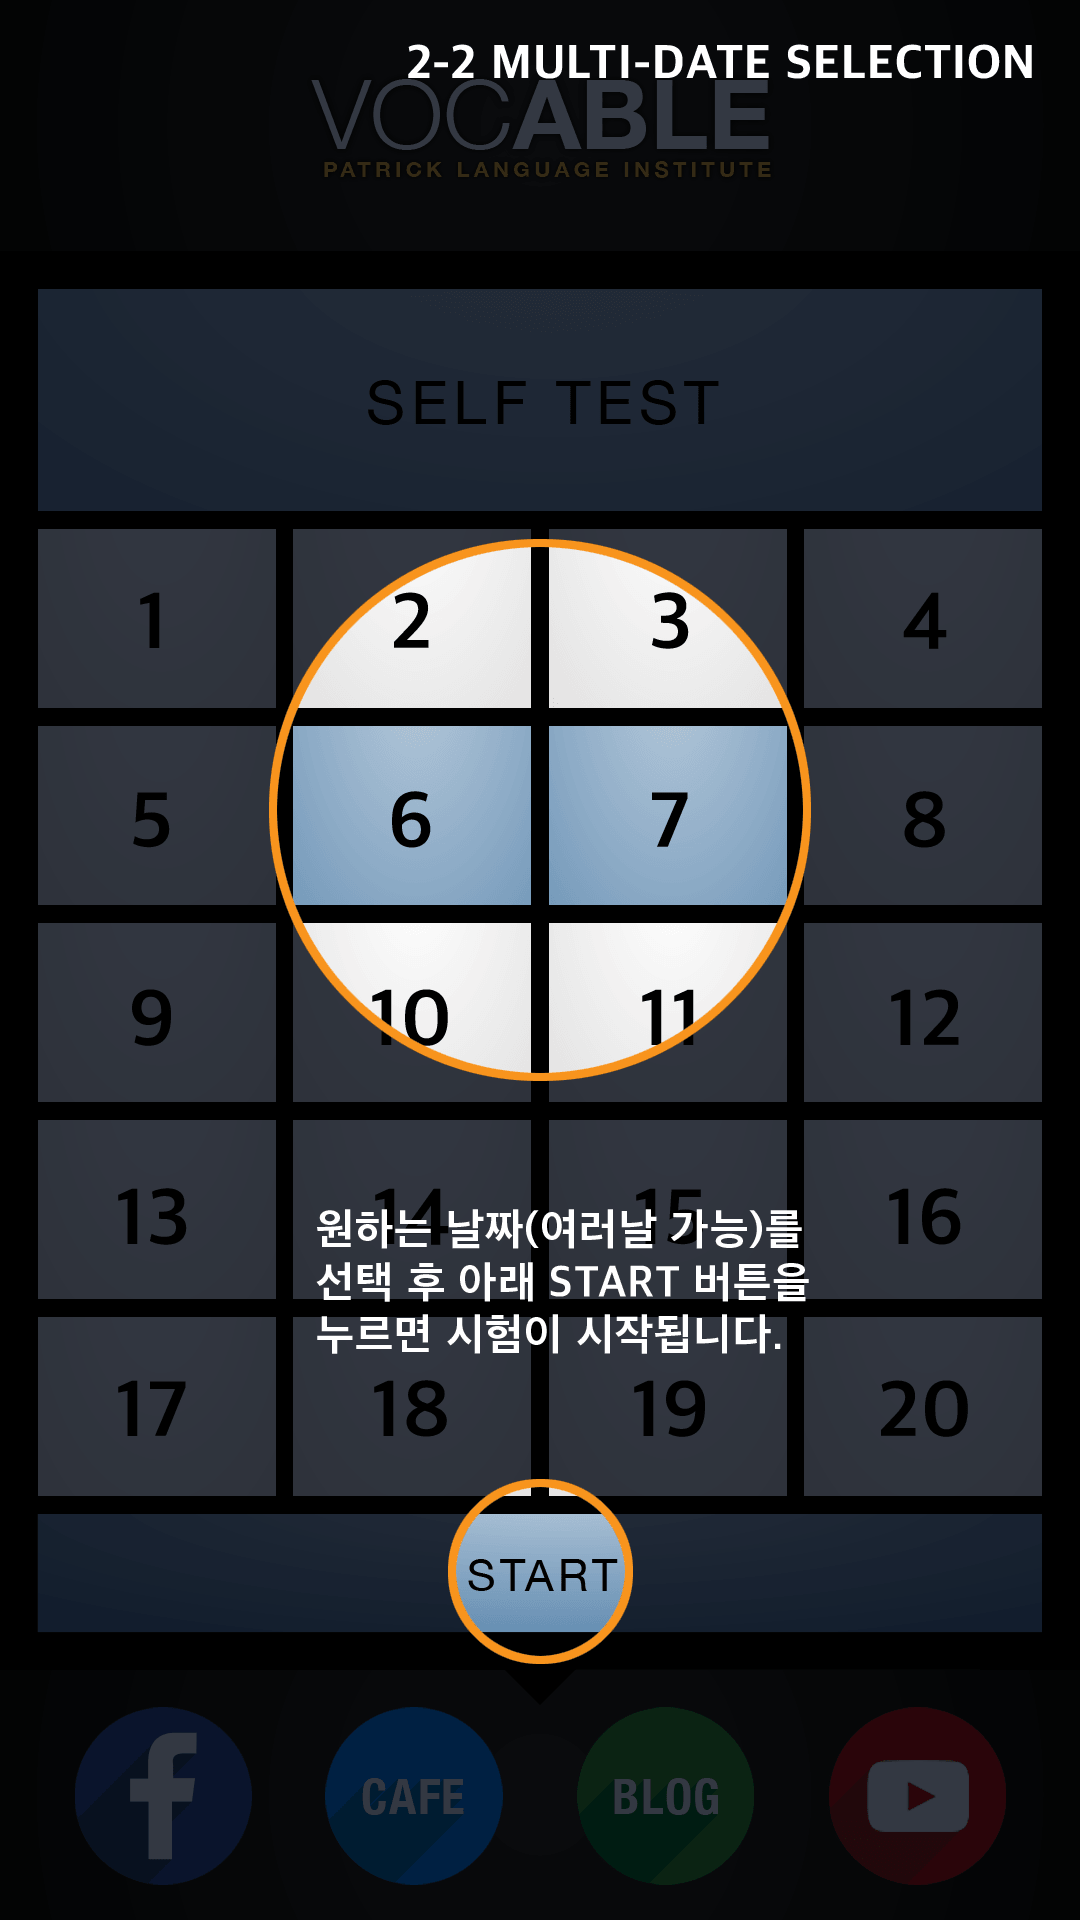 2-2 MULTI-DATE SELECTION
VOCABLE
PATRICK LANGUAGE INSTITUTE
SELF TEST
1 2 3 4
5 6 7 8
9 10 11 12
13 14 15 16
원하는 날짜(여러날 가능)를
선택 후 아래 START 버튼을
누르면 시험이 시작됩니다.
17 18 19 20
START
f CAFE BLOG